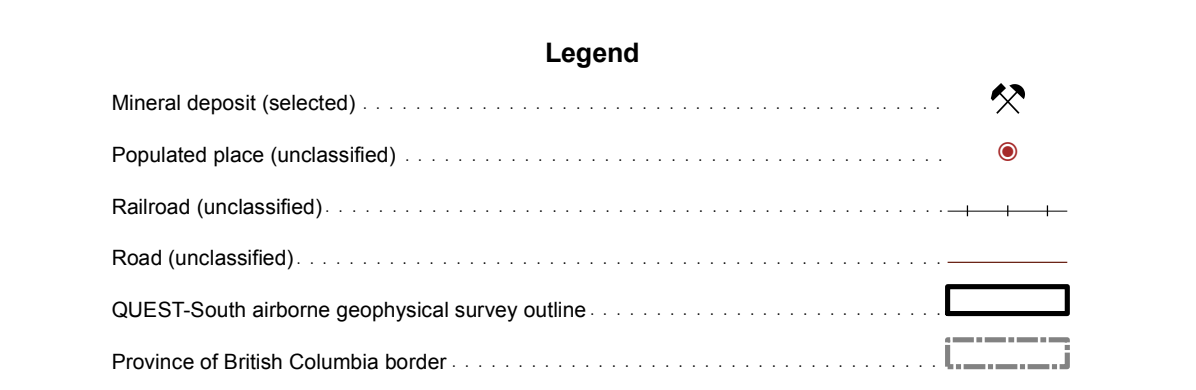 Legend
Mineral deposit (selected)
Populated place (unclassified)
Railroad (unclassified)
Road (unclassified)
QUEST-South airborne geophysical survey outline
Province of British Columbia border